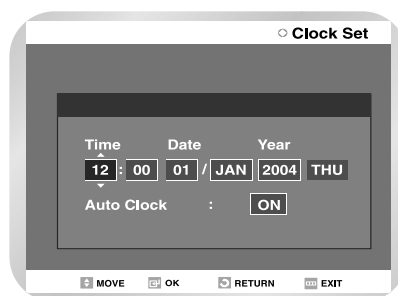 Clock Set
Time Date Year
12 : 00 01 / JAN 2004 THU
Auto Clock : ON
MOVE OK RETURN EXIT